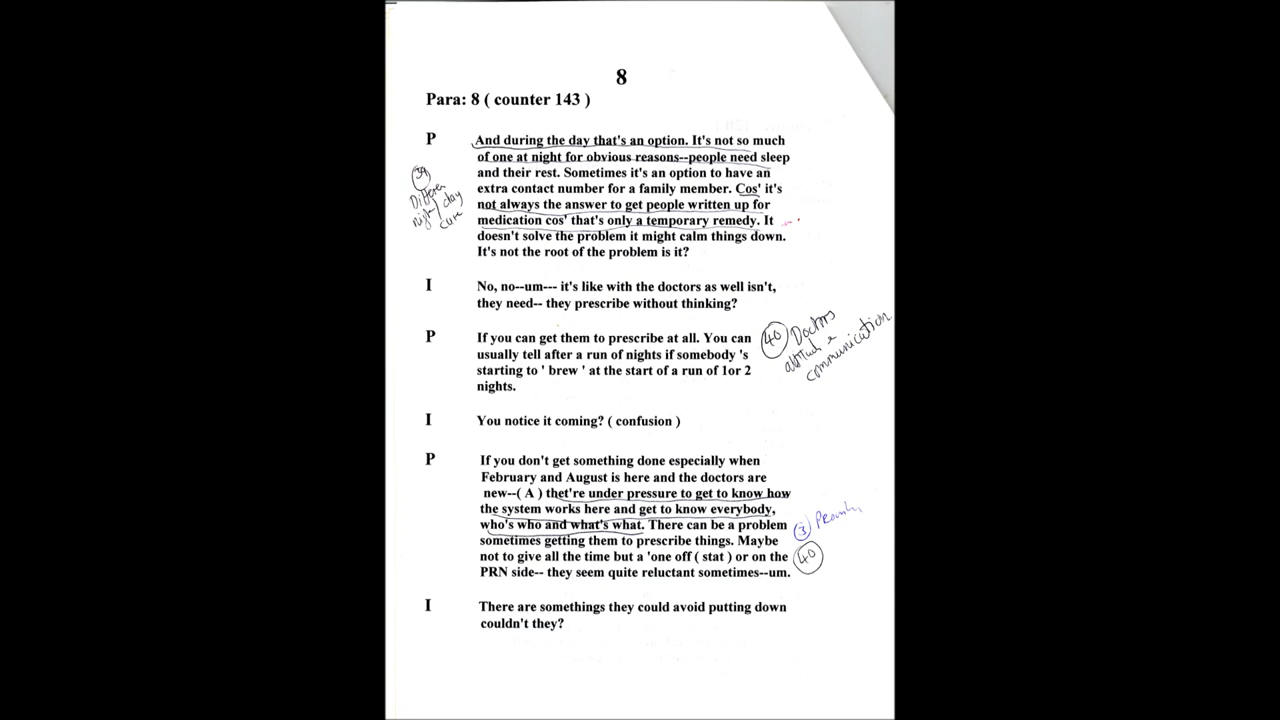 8
Para: 8 ( counter 143 )
P And during the day that's an option. It's not so much
of one at night for obvious reasons--people need sleep
and their rest. Sometimes it's an option to have an
extra contact number for a family member. Cos' it's
not always the answer to get people written up for
medication cos' that's only a temporary remedy. It
doesn't solve the problem it might calm things down.
It's not the root of the problem is it?
39
night/day
care
I No, no--um--- it's like with the doctors as well isn't,
they need-- they prescribe without thinking?
P If you can get them to prescribe at all. You can
usually tell after a run of nights if somebody 's
starting to ' brew ' at the start of a run of 1or 2
nights.
40 Doctors
communication
I You notice it coming? ( confusion )
P If you don't get something done especially when
February and August is here and the doctors are
new--( A ) thet're under pressure to get to know how
the system works here and get to know everybody,
who's who and what's what. There can be a problem
sometimes getting them to prescribe things. Maybe
not to give all the time but a 'one off ( stat ) or on the
PRN side-- they seem quite reluctant sometimes--um.
3
40
I There are somethings they could avoid putting down
couldn't they?